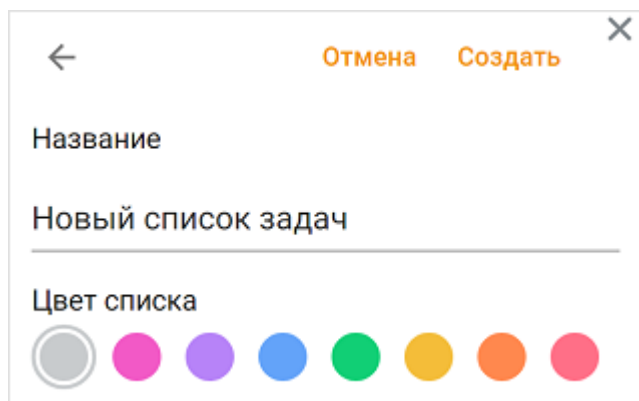 Отмена Создать
Название
Новый список задач
Цвет списка